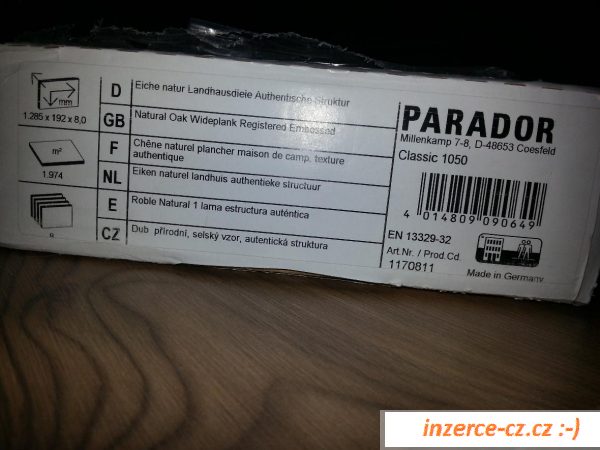 mm
1.285 x 192 x 8,0
m²
1.974
8
D Eiche natur Landhausdiele Authentische Struktur
GB Natural Oak Wideplank Registered Embossed
F Chêne naturel plancher maison de camp. texture
authentique
NL Eiken naturel landhuis authentieke structuur
E Roble Natural 1 lama estructura auténtica
CZ Dub přírodní, selský vzor, autentická struktura
PARADOR
Millenkamp 7-8, D-48653 Coesfeld
Classic 1050
4 014809 090649
EN 13329-32
Art.Nr. / Prod.Cd.
1170811
Made in Germany
inzerce-cz.cz :-)